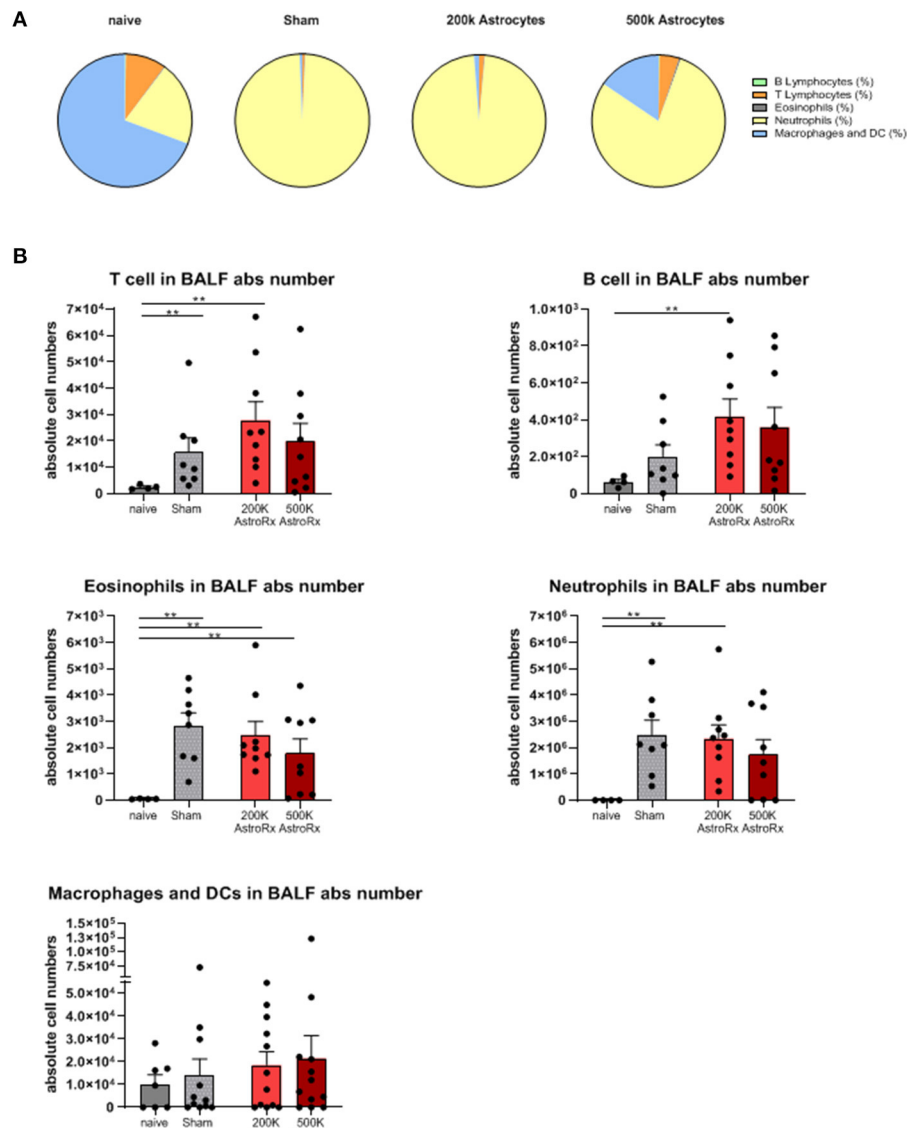 A
naive
Sham
200k Astrocytes
500k Astrocytes
B Lymphocytes (%)
T Lymphocytes (%)
Eosinophils (%)
Neutrophils (%)
Macrophages and DC (%)
B
T cell in BALF abs number
absolute cell numbers
7×10⁴
6×10⁴
5×10⁴
4×10⁴
3×10⁴
2×10⁴
1×10⁴
0
**
**
naive Sham 200K 500K
AstroRx AstroRx
B cell in BALF abs number
absolute cell numbers
1.0×10³
8.0×10²
6.0×10²
4.0×10²
2.0×10²
0
**
naive Sham 200K 500K
AstroRx AstroRx
Eosinophils in BALF abs number
absolute cell numbers
7×10³
6×10³
5×10³
4×10³
3×10³
2×10³
1×10³
0
**
**
**
naive Sham 200K 500K
AstroRx AstroRx
Neutrophils in BALF abs number
absolute cell numbers
7×10⁶
6×10⁶
5×10⁶
4×10⁶
3×10⁶
2×10⁶
1×10⁶
0
**
**
naive Sham 200K 500K
AstroRx AstroRx
Macrophages and DCs in BALF abs number
absolute cell numbers
1.5×10⁵
1.3×10⁵
1.0×10⁵
7.5×10⁴
5.0×10⁴
4.0×10⁴
3.0×10⁴
2.0×10⁴
1.0×10⁴
0
naive Sham 200K 500K